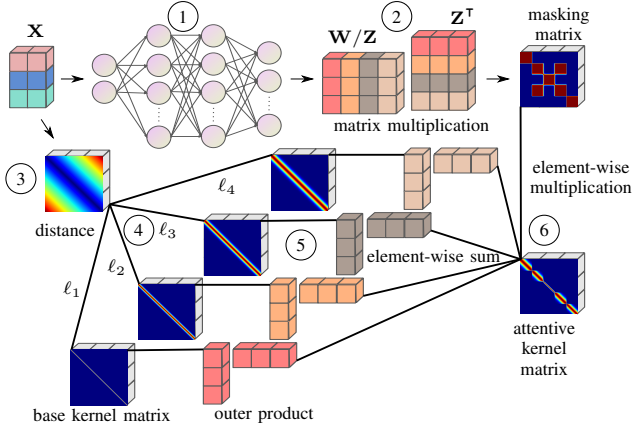 X
1
W/Z
2
Z⊤
masking
matrix
matrix multiplication
3
distance
ℓ4
element-wise
multiplication
4
ℓ3
5
6
element-wise sum
ℓ2
ℓ1
attentive
kernel
matrix
base kernel matrix
outer product